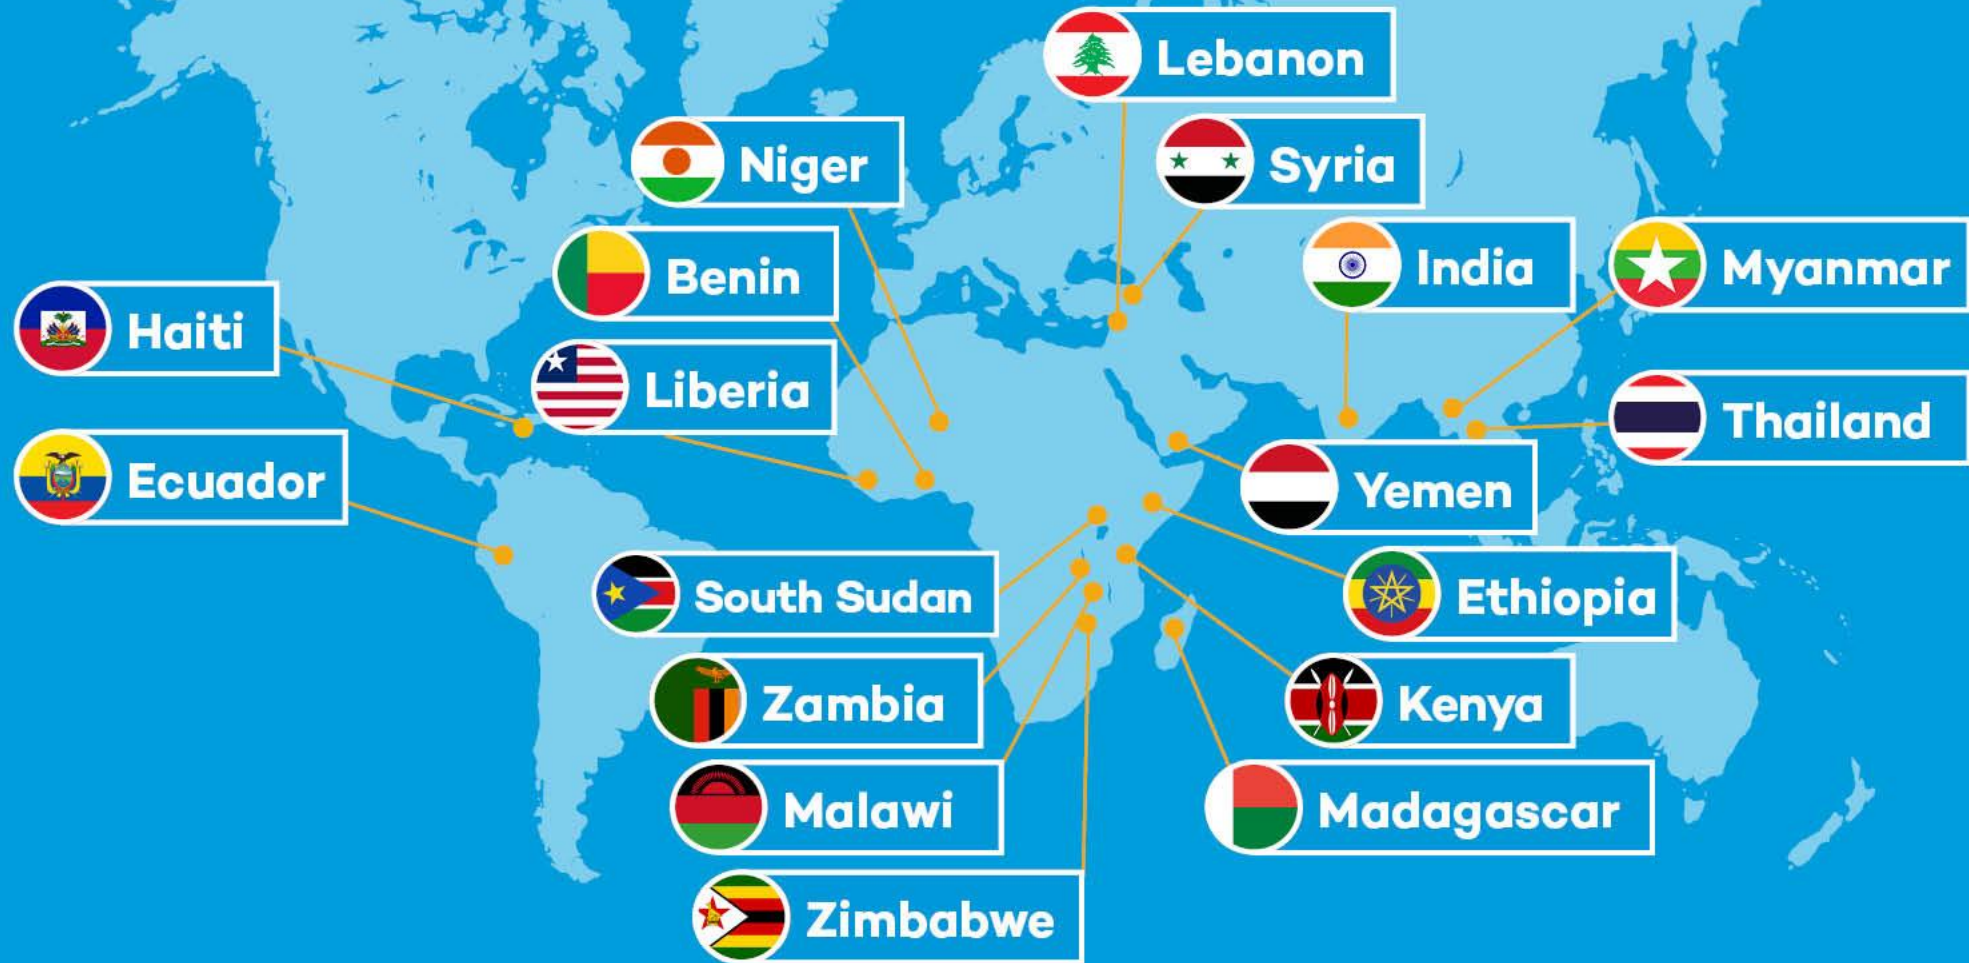 Lebanon
Niger
Syria
Benin
India
Myanmar
Haiti
Liberia
Thailand
Ecuador
Yemen
South Sudan
Ethiopia
Zambia
Kenya
Malawi
Madagascar
Zimbabwe